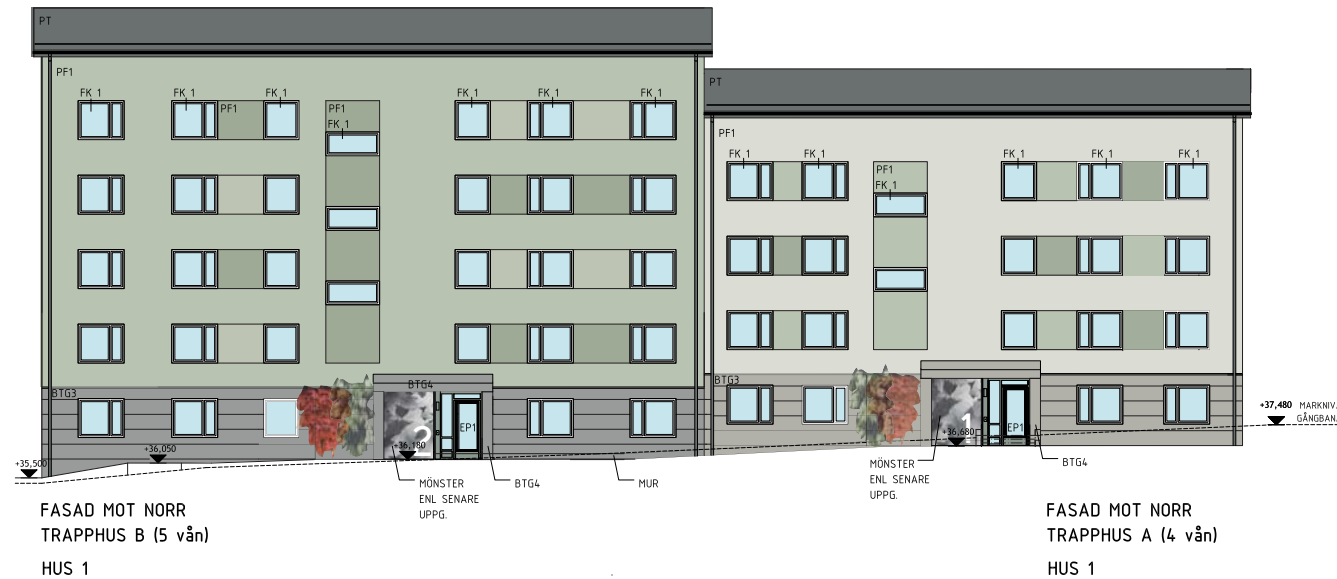 PT
PF1
FK 1
FK 1
FK 1
PF1
PF1
FK 1
FK 1
FK 1
FK 1
PT
PF1
FK 1
FK 1
PF1
FK 1
FK 1
FK 1
FK 1
BTG3
BTG4
EP1
2
+36,180
+36,050
+35,500
BTG3
1
+36,680
EP1
+37,480 MARKNIV.
GÅNGBAN.
MÖNSTER
ENL SENARE
UPPG.
BTG4
MUR
MÖNSTER
ENL SENARE
UPPG.
BTG4
FASAD MOT NORR
TRAPPHUS B (5 vån)
HUS 1
FASAD MOT NORR
TRAPPHUS A (4 vån)
HUS 1